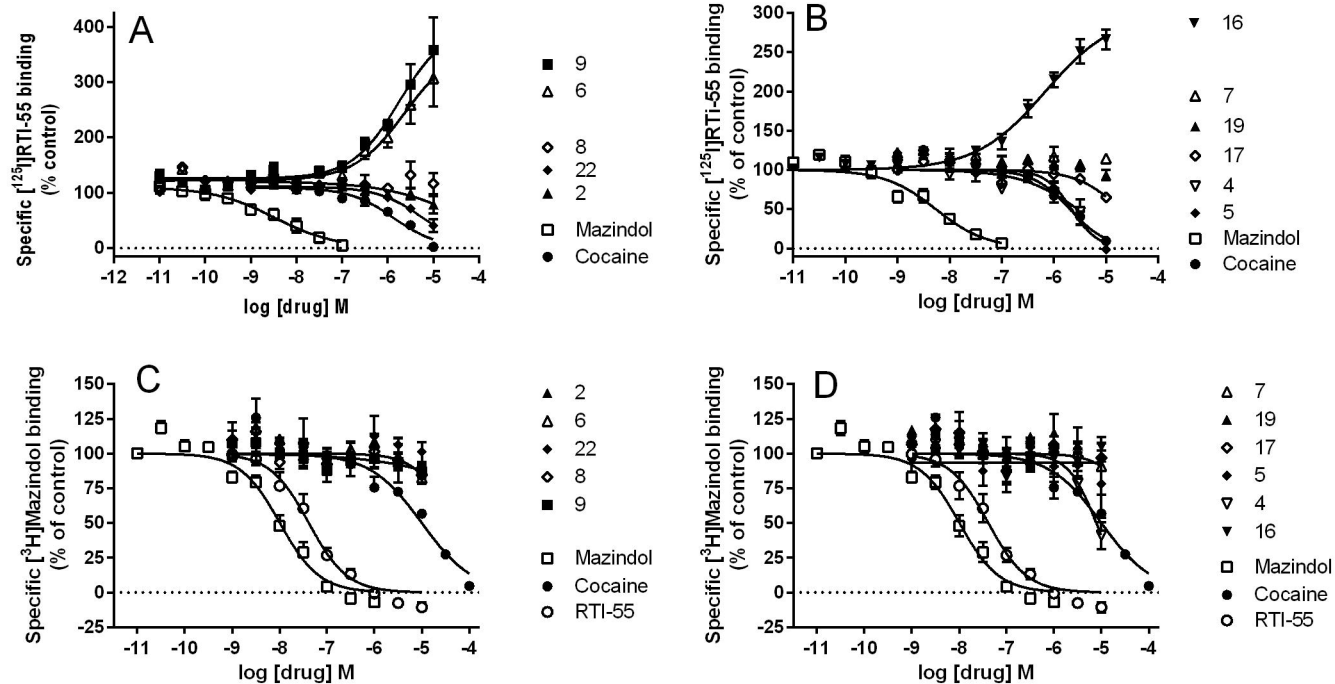 A
Specific [125I]RTI-55 binding
(% control)
400
300
200
100
0
-12 -11 -10 -9 -8 -7 -6 -5 -4
log [drug] M
9
6
8
22
2
Mazindol
Cocaine
B
Specific [125I]RTi-55 binding
(% of control)
300
250
200
150
100
50
0
-11 -10 -9 -8 -7 -6 -5 -4
log [drug] M
16
7
19
17
4
5
Mazindol
Cocaine
C
Specific [3H]Mazindol binding
(% of control)
150
125
100
75
50
25
0
-25
-11 -10 -9 -8 -7 -6 -5 -4
log [drug] M
2
6
22
8
9
Mazindol
Cocaine
RTI-55
D
Specific [3H]Mazindol binding
(% of control)
150
125
100
75
50
25
0
-25
-11 -10 -9 -8 -7 -6 -5 -4
log [drug] M
7
19
17
5
4
16
Mazindol
Cocaine
RTI-55